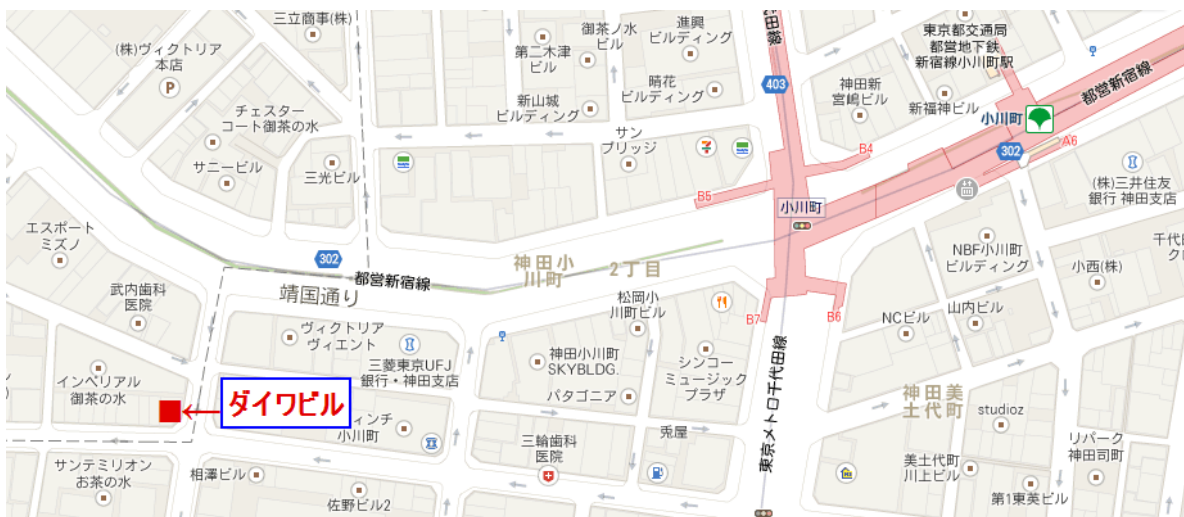 三立商事(株)
(株)ヴィクトリア
本店
P
チェスター
コート御茶の水
サニービル
三光ビル
エスポート
ミズノ
武内歯科
医院
インペリアル
御茶の水
ダイワビル
サンテミリオン
お茶の水
相澤ビル
佐野ビル2
302
都営新宿線
靖国通り
ヴィクトリア
ヴィエント
三菱東京UFJ
銀行・神田支店
小川町
御茶ノ水
ビル
第二木津
ビル
新山城
ビルディング
進興
ビルディング
晴花
ビルディング
サン
ブリッジ
403
田線
B4
B5
小川町
B6
B7
神田小
川町
2丁目
松岡小
川町ビル
神田小川町
SKYBLDG.
パタゴニア
シンコー
ミュージック
プラザ
三輪歯科
医院
兎屋
東京メトロ千代田線
東京都交通局
都営地下鉄
新宿線小川町駅
神田新
宮嶋ビル
新福神ビル
小川町
都営新宿線
302
A6
(株)三井住友
銀行 神田支店
NBF小川町
ビルディング
小西(株)
山内ビル
NCビル
神田美
土代町
studioz
美土代町
川上ビル
リパーク
神田司町
第1東英ビル